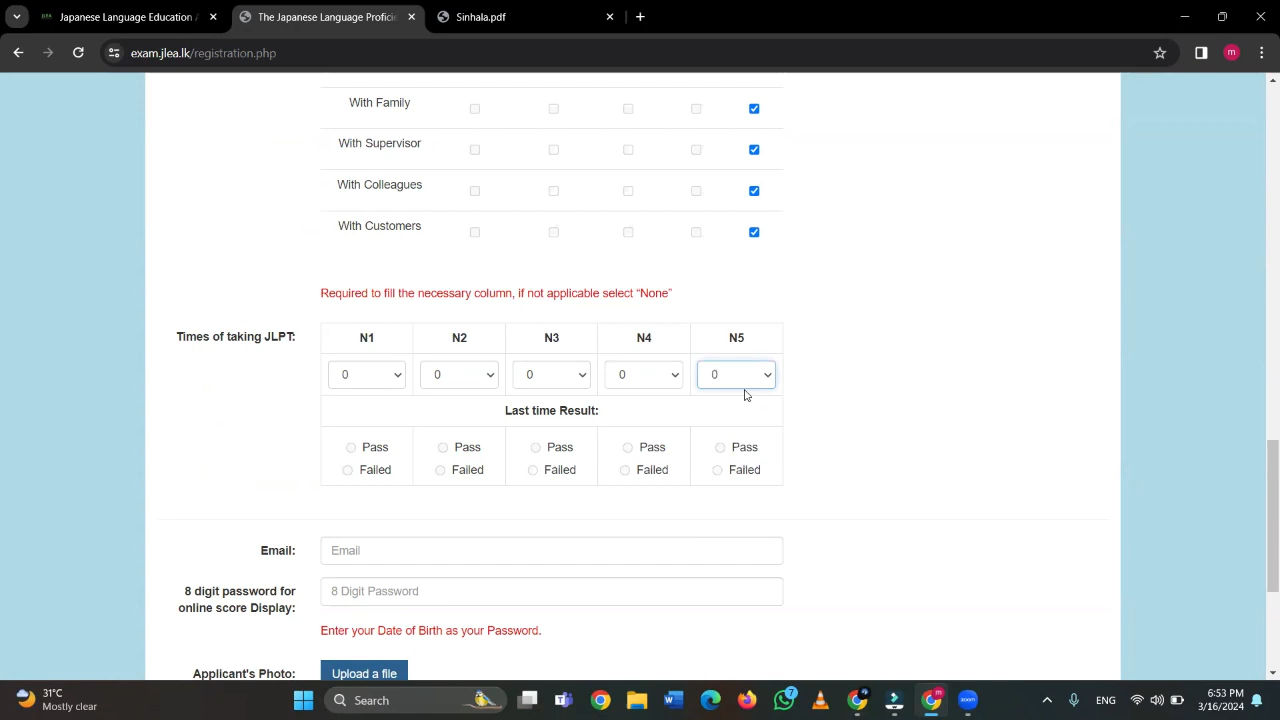 Japanese Language Education A
The Japanese Language Proficie
Sinhala.pdf
exam.jlea.lk/registration.php
m
With Family
With Supervisor
With Colleagues
With Customers
Required to fill the necessary column, if not applicable select “None”
Times of taking JLPT:
N1 N2 N3 N4 N5
0 0 0 0 0
Last time Result:
Pass Pass Pass Pass Pass
Failed Failed Failed Failed Failed
Email:
Email
8 digit password for
online score Display:
8 Digit Password
Enter your Date of Birth as your Password.
Applicant's Photo:
Upload a file
31°C
Mostly clear
Search
7
m
zoom
ENG
6:53 PM
3/16/2024